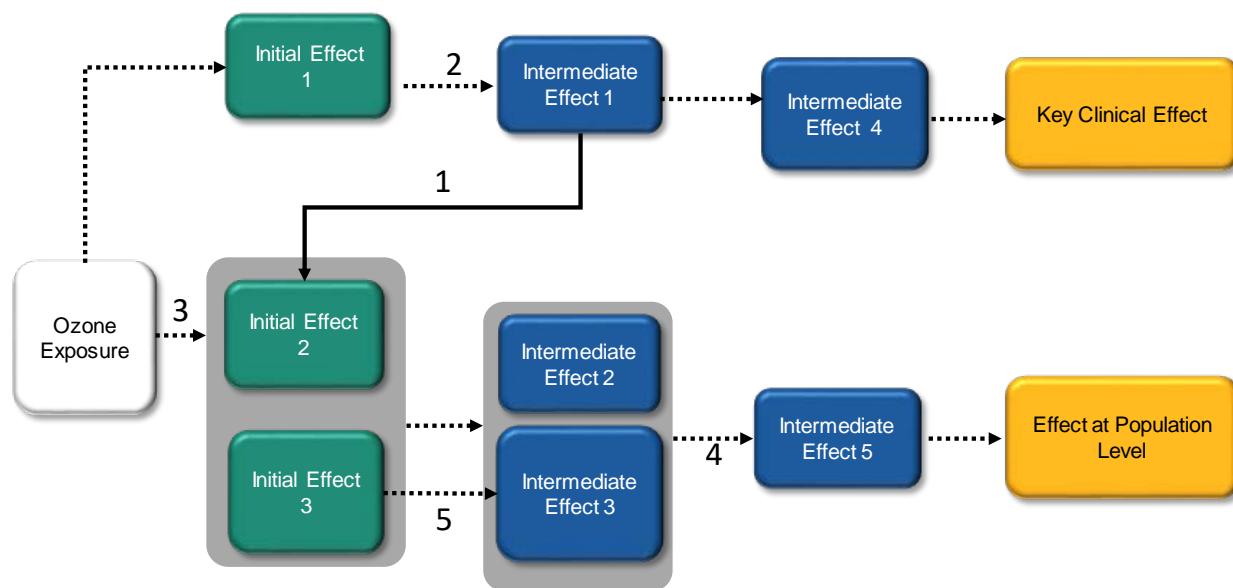 Initial Effect
1
2
Intermediate
Effect 1
Intermediate
Effect 4
Key Clinical Effect
1
Ozone
Exposure
3
Initial Effect
2
Intermediate
Effect 2
Initial Effect
3
5
Intermediate
Effect 3
4
Intermediate
Effect 5
Effect at Population
Level